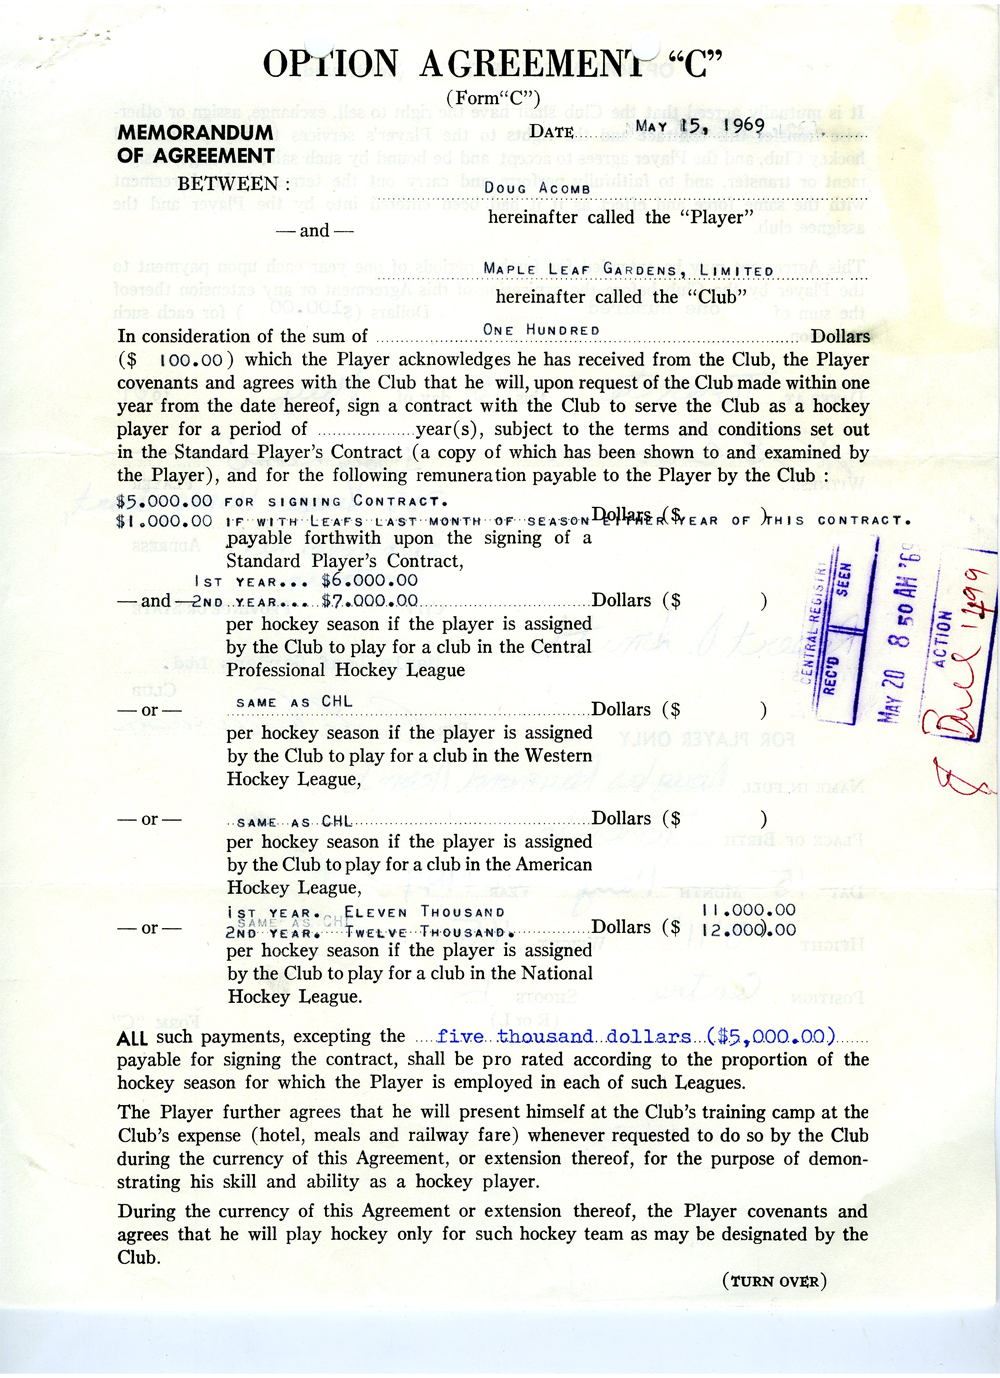 OPTION AGREEMENT “C”
(Form “C”)
MEMORANDUM
OF AGREEMENT
DATE MAY 15, 1969
BETWEEN :
DOUG ACOMB
hereinafter called the “Player”
— and —
MAPLE LEAF GARDENS, LIMITED
hereinafter called the “Club”
In consideration of the sum of ONE HUNDRED Dollars
($ 100.00) which the Player acknowledges he has received from the Club, the Player
covenants and agrees with the Club that he will, upon request of the Club made within one
year from the date hereof, sign a contract with the Club to serve the Club as a hockey
player for a period of ..................year(s), subject to the terms and conditions set out
in the Standard Player’s Contract (a copy of which has been shown to and examined by
the Player), and for the following remuneration payable to the Player by the Club :
$5.000.00 FOR SIGNING CONTRACT.
Dollars ($ )
$1.000.00 IF WITH LEAFS LAST MONTH OF SEASON EITHER YEAR OF THIS CONTRACT.
payable forthwith upon the signing of a
Standard Player’s Contract,
1ST YEAR... $6.000.00
— and — 2ND YEAR... $7.000.00 Dollars ($ )
per hockey season if the player is assigned
by the Club to play for a club in the Central
Professional Hockey League
— or — SAME AS CHL Dollars ($ )
per hockey season if the player is assigned
by the Club to play for a club in the Western
Hockey League,
— or — SAME AS CHL Dollars ($ )
per hockey season if the player is assigned
by the Club to play for a club in the American
Hockey League,
1ST YEAR. ELEVEN THOUSAND 11.000.00
SAME AS CHL
— or — 2ND YEAR. TWELVE THOUSAND. Dollars ($ 12.000).00
per hockey season if the player is assigned
by the Club to play for a club in the National
Hockey League.
ALL such payments, excepting the five thousand dollars ($5,000.00)
payable for signing the contract, shall be pro rated according to the proportion of the
hockey season for which the Player is employed in each of such Leagues.
The Player further agrees that he will present himself at the Club’s training camp at the
Club’s expense (hotel, meals and railway fare) whenever requested to do so by the Club
during the currency of this Agreement, or extension thereof, for the purpose of demon-
strating his skill and ability as a hockey player.
During the currency of this Agreement or extension thereof, the Player covenants and
agrees that he will play hockey only for such hockey team as may be designated by the
Club.
(TURN OVER)
CENTRAL REGISTRY
REC'D SEEN
MAY 20 8 50 AM '69
ACTION
1499